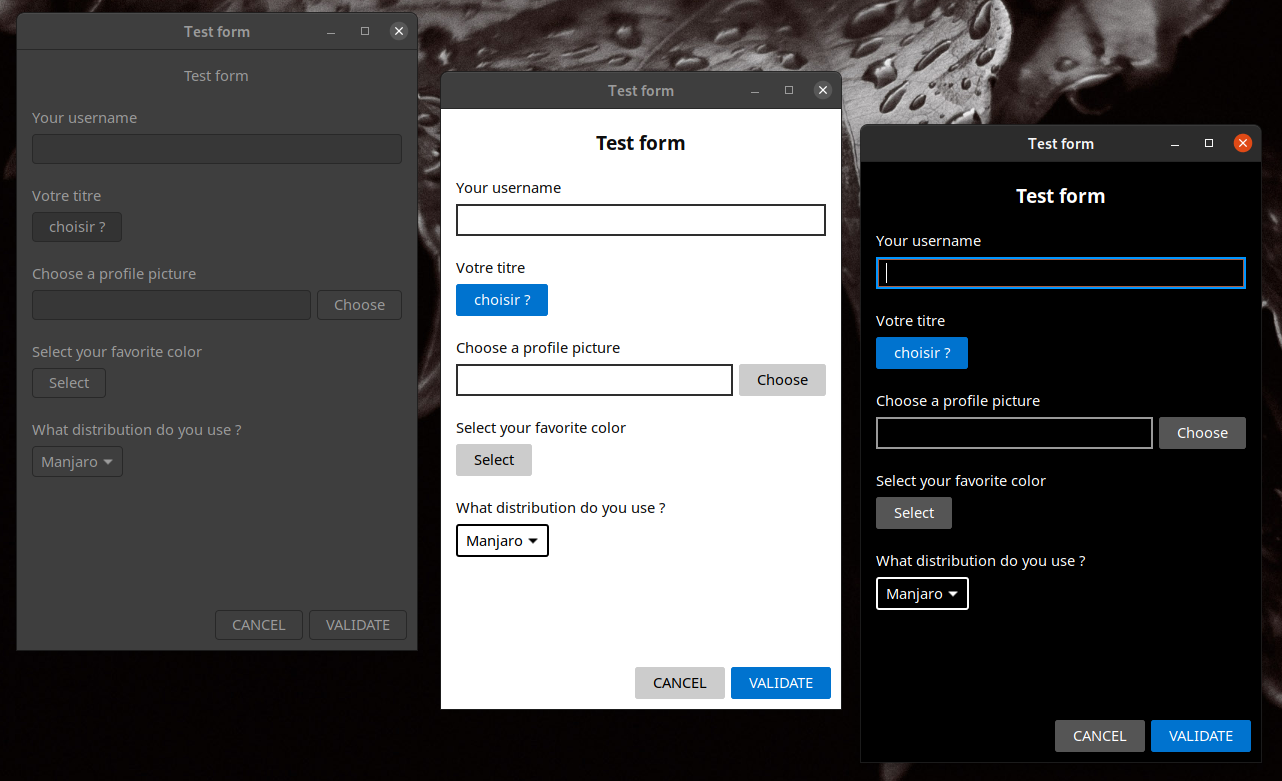 Test form
Test form
Your username
Votre titre
choisir ?
Choose a profile picture
Choose
Select your favorite color
Select
What distribution do you use ?
Manjaro
CANCEL VALIDATE
Test form
Test form
Your username
Votre titre
choisir ?
Choose a profile picture
Choose
Select your favorite color
Select
What distribution do you use ?
Manjaro
CANCEL VALIDATE
Test form
Test form
Your username
Votre titre
choisir ?
Choose a profile picture
Choose
Select your favorite color
Select
What distribution do you use ?
Manjaro
CANCEL VALIDATE